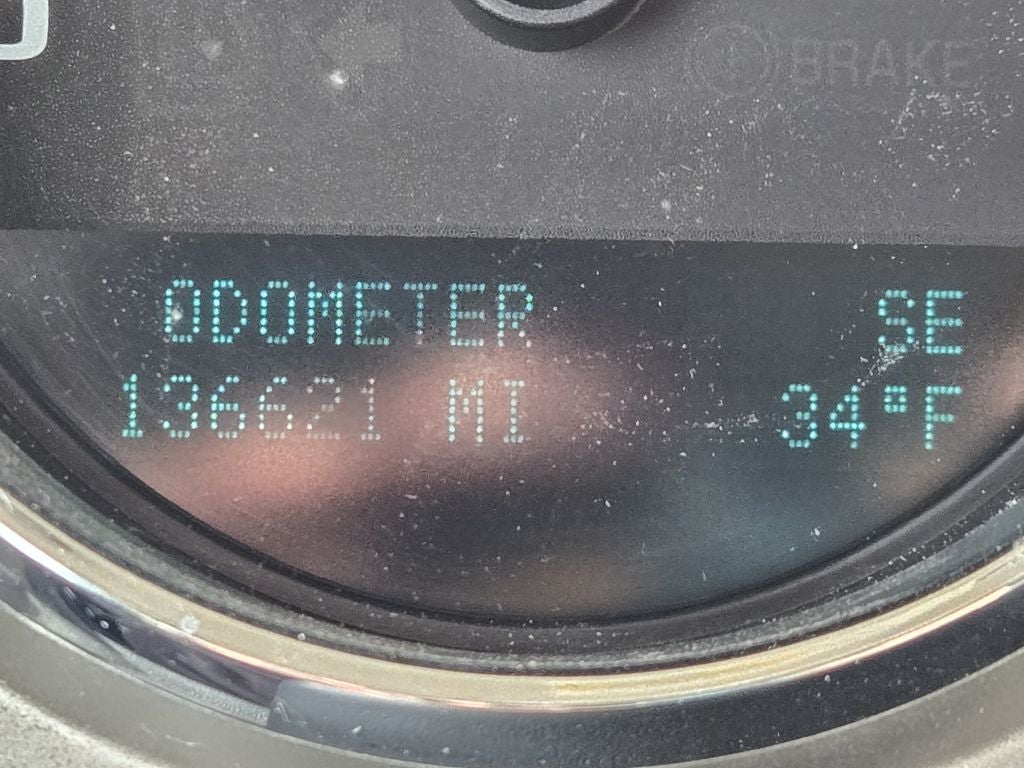 BRAKE
ODOMETER SE
136621 MI 34°F